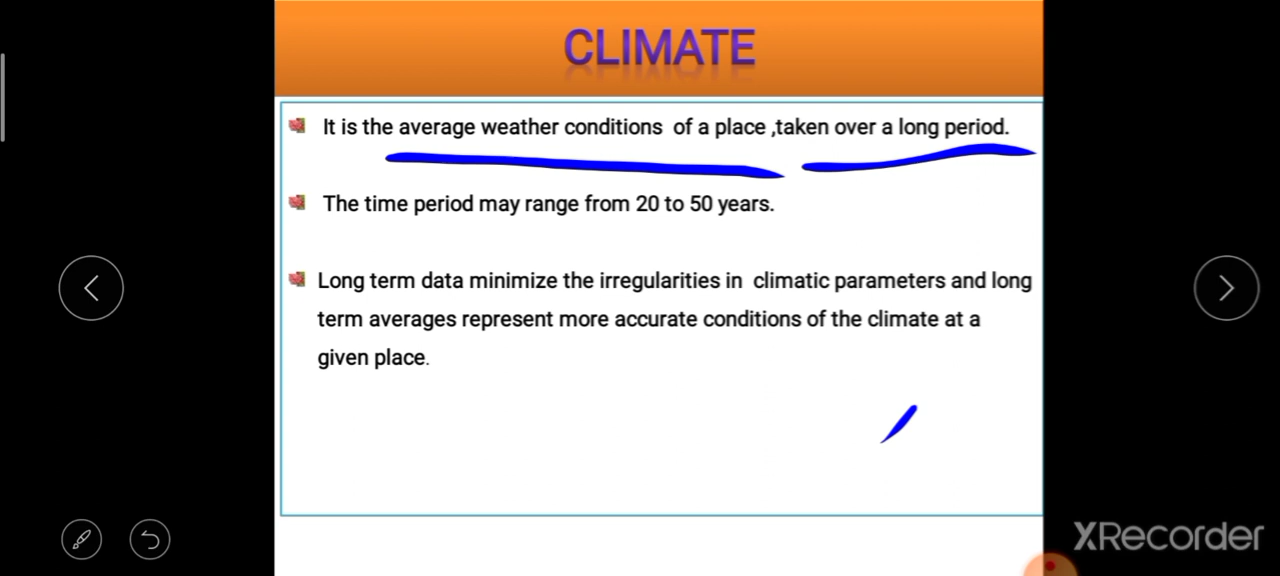 CLIMATE
It is the average weather conditions of a place ,taken over a long period.
The time period may range from 20 to 50 years.
Long term data minimize the irregularities in climatic parameters and long
term averages represent more accurate conditions of the climate at a
given place.
XRecorder